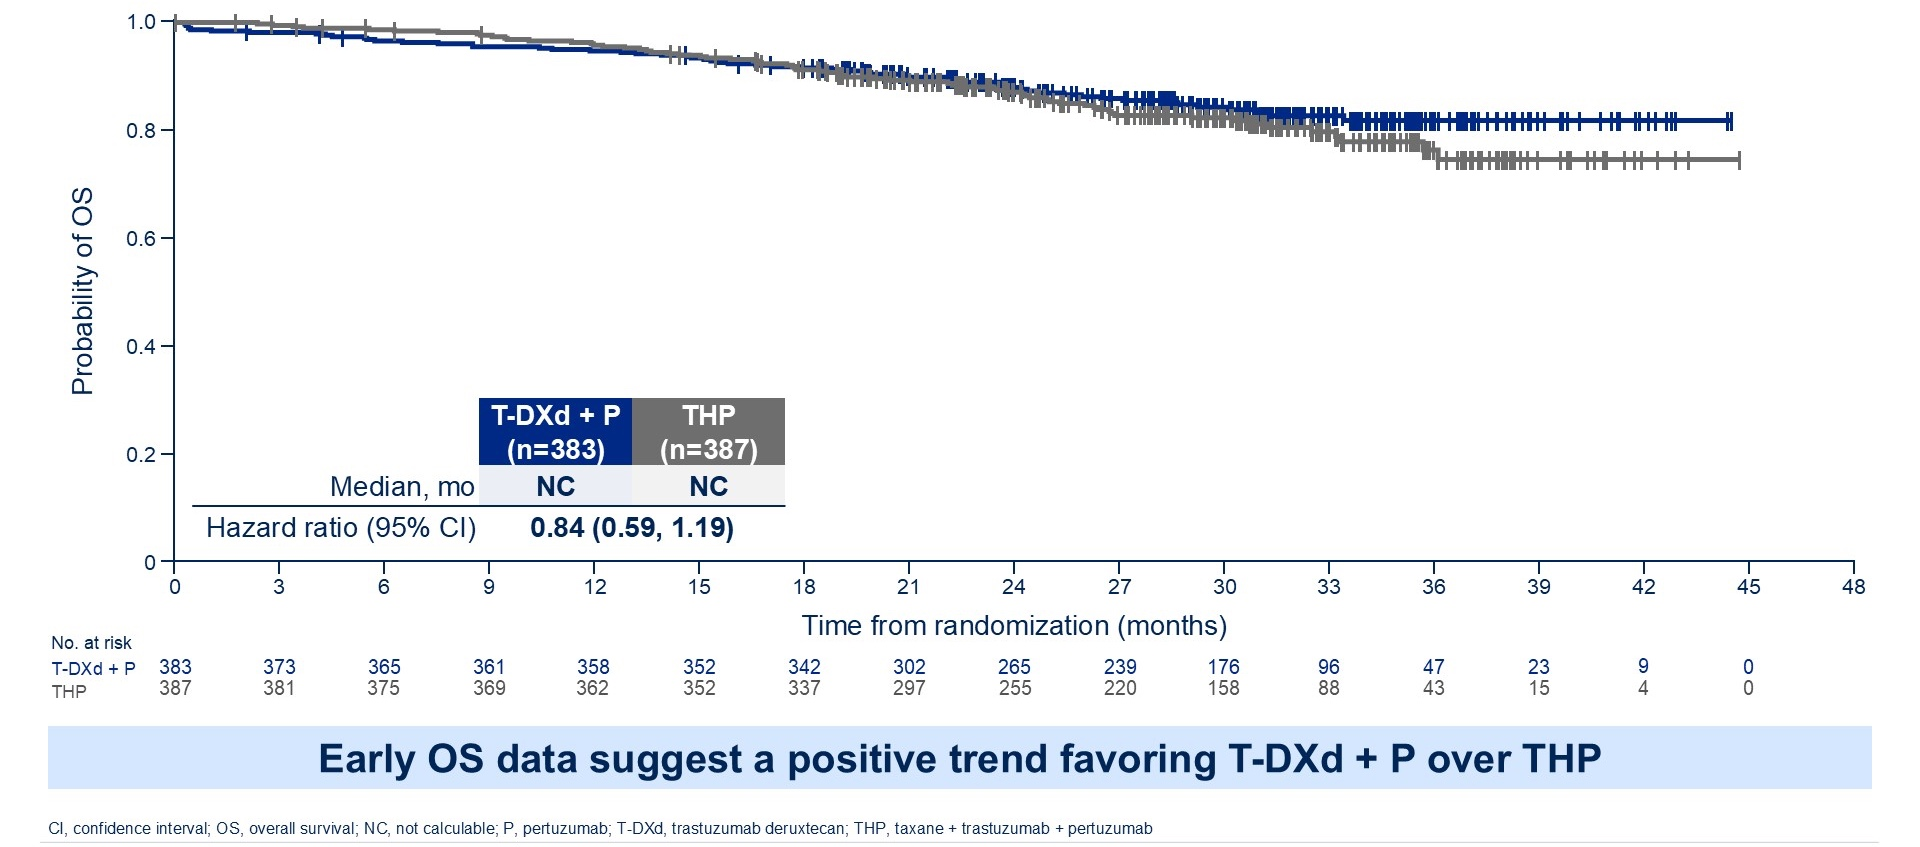 1.0
0.8
0.6
0.4
0.2
0
Probability of OS
T-DXd + P THP
(n=383) (n=387)
Median, mo NC NC
Hazard ratio (95% CI) 0.84 (0.59, 1.19)
0 3 6 9 12 15 18 21 24 27 30 33 36 39 42 45 48
Time from randomization (months)
No. at risk
T-DXd + P 383 373 365 361 358 352 342 302 265 239 176 96 47 23 9 0
THP 387 381 375 369 362 352 337 297 255 220 158 88 43 15 4 0
Early OS data suggest a positive trend favoring T-DXd + P over THP
CI, confidence interval; OS, overall survival; NC, not calculable; P, pertuzumab; T-DXd, trastuzumab deruxtecan; THP, taxane + trastuzumab + pertuzumab